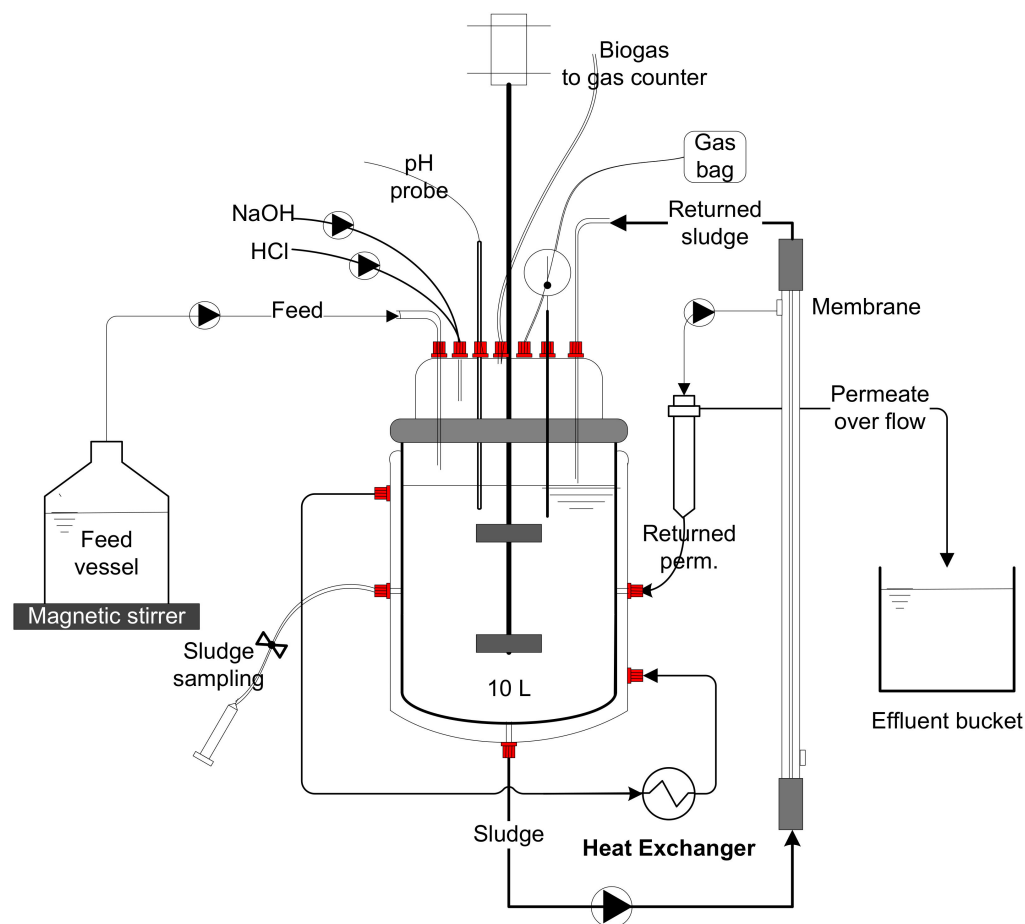 Biogas
to gas counter
Gas
bag
pH
probe
NaOH
HCl
Returned
sludge
Feed
Membrane
Permeate
over flow
Feed
vessel
Magnetic stirrer
Returned
perm.
Sludge
sampling
10 L
Effluent bucket
Sludge
Heat Exchanger